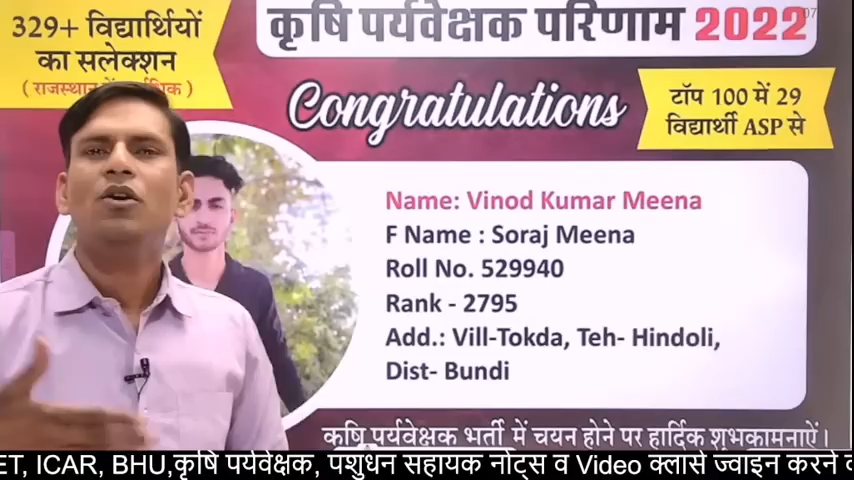 329+ विद्यार्थियों
का सलेक्शन
(राजस्थान में )
कृषि पर्यवेक्षक परिणाम 2022
07
Congratulations
टॉप 100 में 29
विद्यार्थी ASP से
Name: Vinod Kumar Meena
F Name : Soraj Meena
Roll No. 529940
Rank - 2795
Add.: Vill-Tokda, Teh- Hindoli,
Dist- Bundi
कृषि पर्यवेक्षक भर्ती में चयन होने पर हार्दिक शुभकामनाऐं।
ET, ICAR, BHU,कृषि पर्यवेक्षक, पशुधन सहायक नोट्स व Video क्लासे ज्वाइन करने